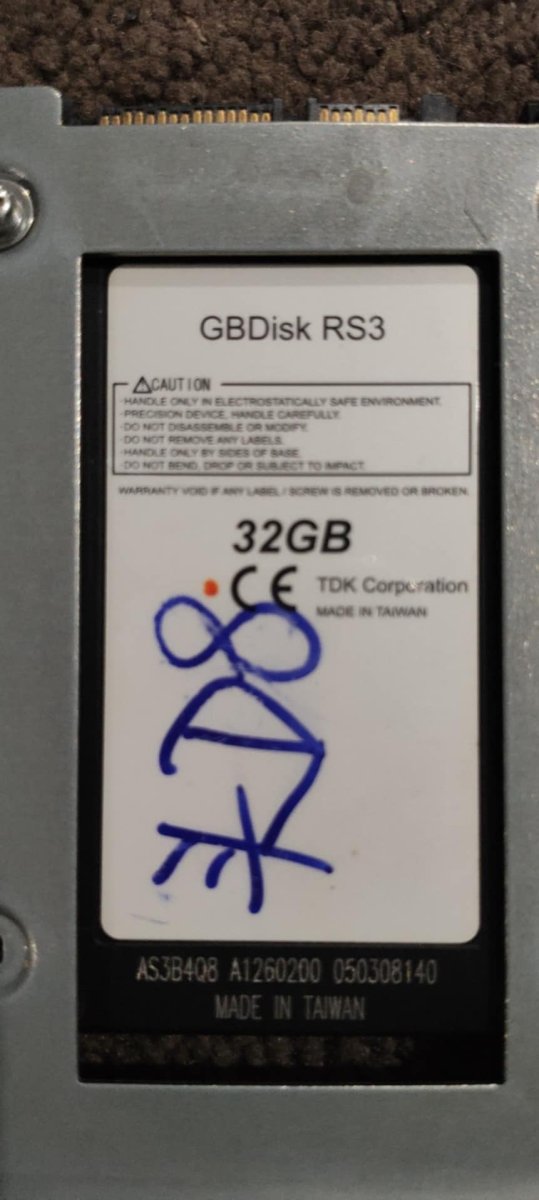 GBDisk RS3
⚠CAUTION
·HANDLE ONLY IN ELECTROSTATICALLY SAFE ENVIRONMENT.
·PRECISION DEVICE, HANDLE CAREFULLY.
·DO NOT DISASSEMBLE OR MODIFY.
·DO NOT REMOVE ANY LABELS.
·HANDLE ONLY BY SIDES OF BASE.
·DO NOT BEND, DROP OR SUBJECT TO IMPACT.
WARRANTY VOID IF ANY LABEL / SCREW IS REMOVED OR BROKEN.
32GB
CE TDK Corporation
MADE IN TAIWAN
AS3B4Q8 A1260200 050308140
MADE IN TAIWAN